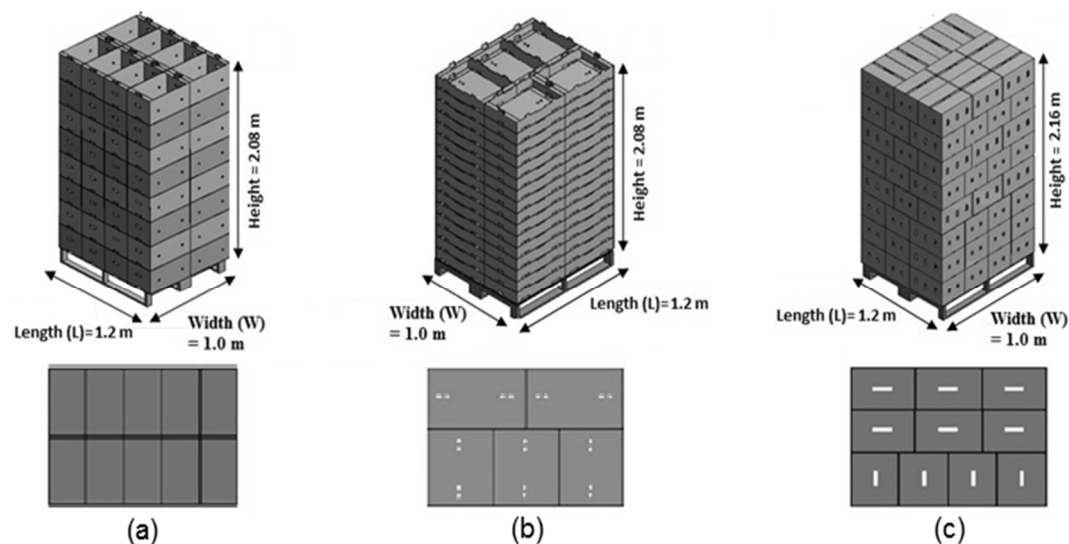 Height = 2.08 m
Length (L)= 1.2 m
Width (W)
= 1.0 m
(a)
Height = 2.08 m
Width (W)
= 1.0 m
Length (L)= 1.2 m
(b)
Height = 2.16 m
Length (L)= 1.2 m
Width (W)
= 1.0 m
(c)